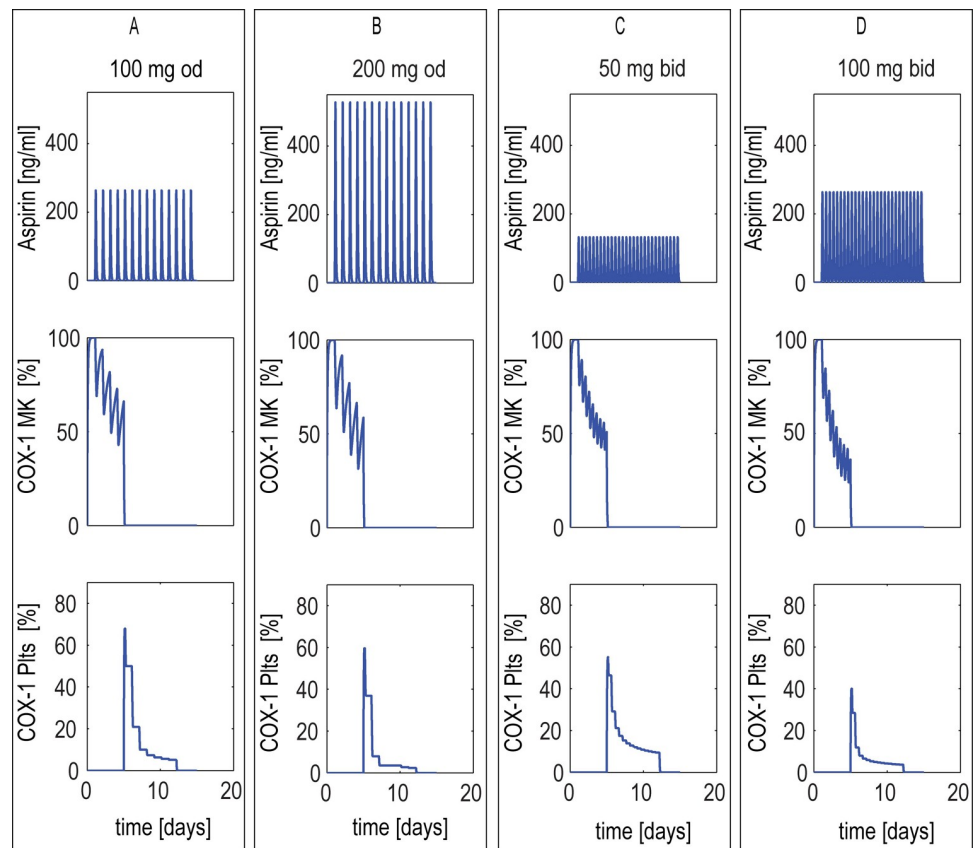 A
100 mg od
Aspirin [ng/ml]
400
200
0
COX-1 MK [%]
100
50
0
COX-1 Plts [%]
80
60
40
20
0
0 10 20
time [days]
B
200 mg od
Aspirin [ng/ml]
400
200
0
COX-1 MK [%]
100
50
0
COX-1 Plts [%]
80
60
40
20
0
0 10 20
time [days]
C
50 mg bid
Aspirin [ng/ml]
400
200
0
COX-1 MK [%]
100
50
0
COX-1 Plts [%]
80
60
40
20
0
0 10 20
time [days]
D
100 mg bid
Aspirin [ng/ml]
400
200
0
COX-1 MK [%]
100
50
0
COX-1 Plts [%]
80
60
40
20
0
0 10 20
time [days]